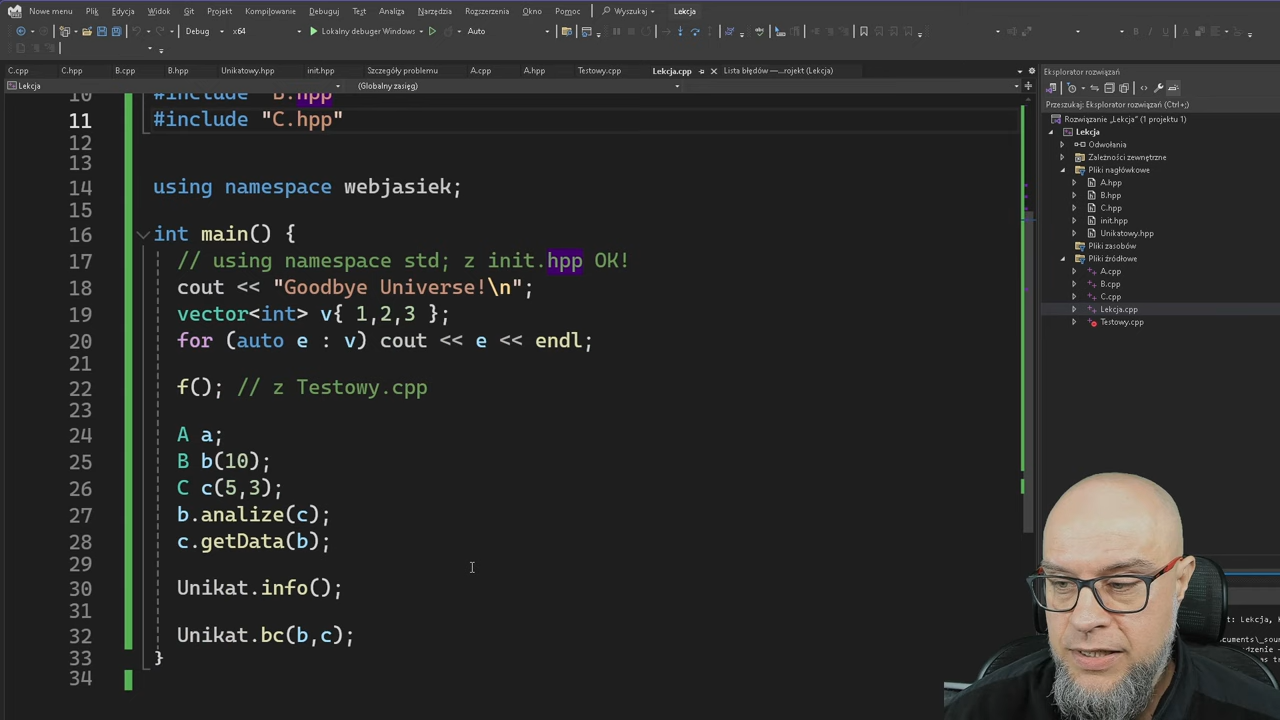 Nowe menu Plik Edycja Widok Git Projekt Kompilowanie Debuguj Test Analiza Narzędzia Rozszerzenia Okno Pomoc Wyszukaj Lekcja
Debug x64 Lokalny debuger Windows Auto
C.cpp C.hpp B.cpp B.hpp Unikatowy.hpp init.hpp Szczegóły problemu A.cpp A.hpp Testowy.cpp Lekcja.cpp Lista błędów —...rojekt (Lekcja)
Lekcja (Globalny zasięg)
10 #include "B.hpp
11 #include "C.hpp"
12
13
14 using namespace webjasiek;
15
16 int main() {
17 // using namespace std; z init.hpp OK!
18 cout << "Goodbye Universe!\n";
19 vector<int> v{ 1,2,3 };
20 for (auto e : v) cout << e << endl;
21
22 f(); // z Testowy.cpp
23
24 A a;
25 B b(10);
26 C c(5,3);
27 b.analize(c);
28 c.getData(b);
29
30 Unikat.info();
31
32 Unikat.bc(b,c);
33 }
34
Eksplorator rozwiązań
Przeszukaj: Eksplorator rozwiązań (Ctrl+;)
Rozwiązanie „Lekcja" (1 projektu 1)
Lekcja
Odwołania
Zależności zewnętrzne
Pliki nagłówkowe
A.hpp
B.hpp
C.hpp
init.hpp
Unikatowy.hpp
Pliki zasobów
Pliki źródłowe
A.cpp
B.cpp
C.cpp
Lekcja.cpp
Testowy.cpp